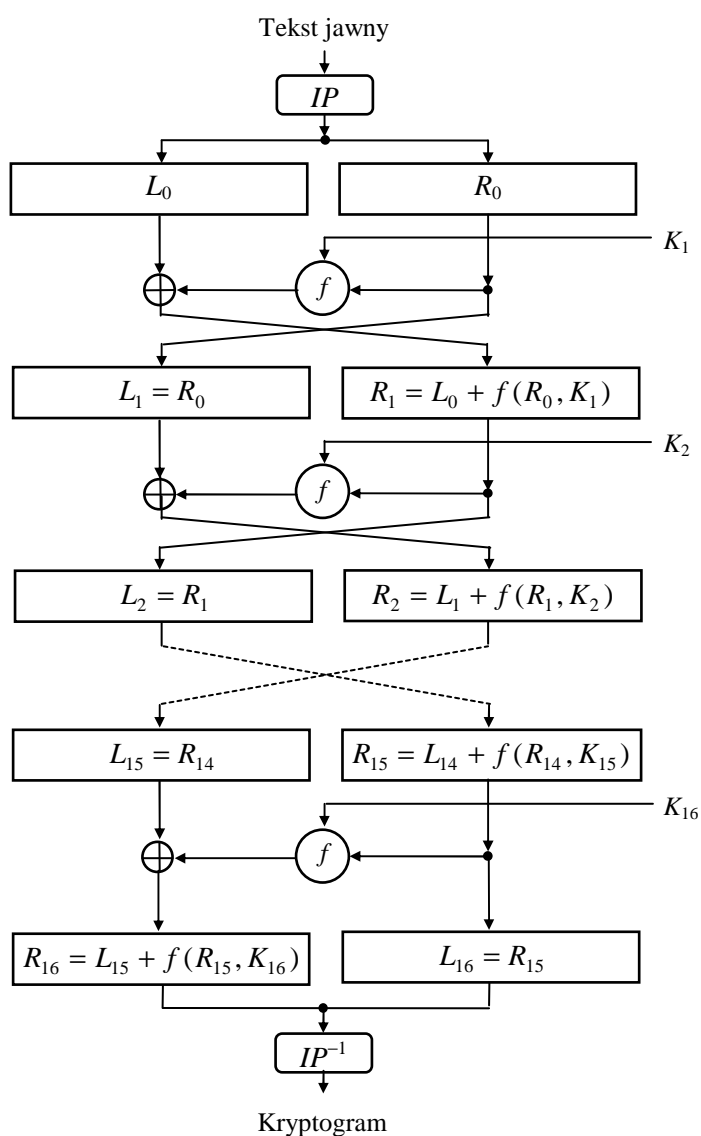 Tekst jawny
IP
L₀
R₀
K₁
f
L₁ = R₀
R₁ = L₀ + f(R₀, K₁)
K₂
f
L₂ = R₁
R₂ = L₁ + f(R₁, K₂)
L₁₅ = R₁₄
R₁₅ = L₁₄ + f(R₁₄, K₁₅)
K₁₆
f
R₁₆ = L₁₅ + f(R₁₅, K₁₆)
L₁₆ = R₁₅
IP⁻¹
Kryptogram